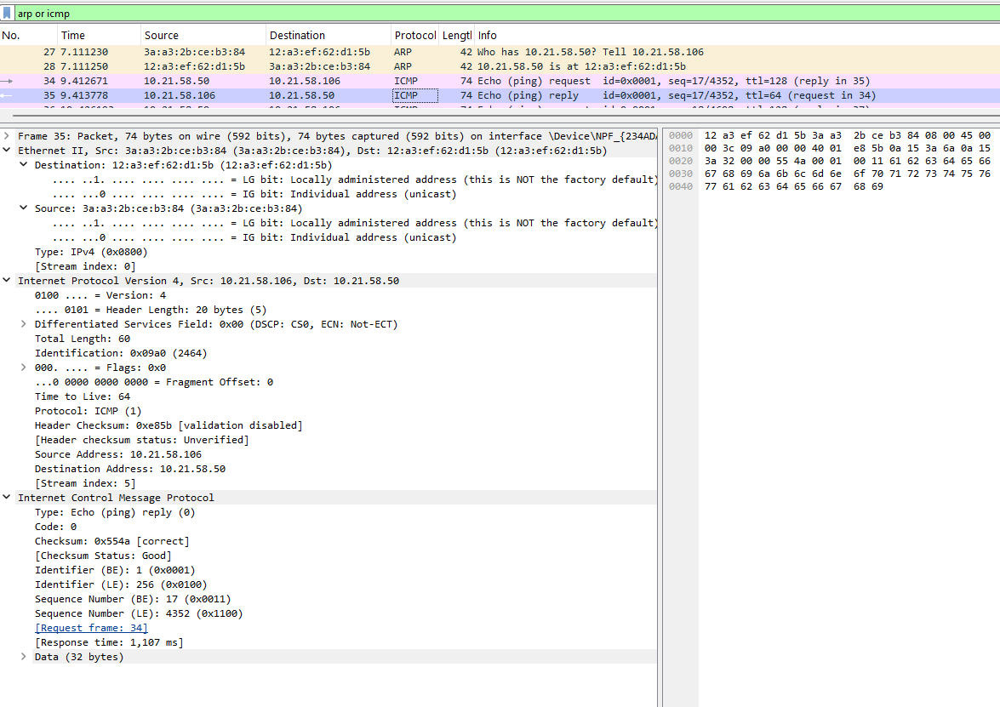 arp or icmp
No. Time Source Destination Protocol Lengtl Info
27 7.111230 3a:a3:2b:ce:b3:84 12:a3:ef:62:d1:5b ARP 42 Who has 10.21.58.50? Tell 10.21.58.106
28 7.111250 12:a3:ef:62:d1:5b 3a:a3:2b:ce:b3:84 ARP 42 10.21.58.50 is at 12:a3:ef:62:d1:5b
34 9.412671 10.21.58.50 10.21.58.106 ICMP 74 Echo (ping) request id=0x0001, seq=17/4352, ttl=128 (reply in 35)
35 9.413778 10.21.58.106 10.21.58.50 ICMP 74 Echo (ping) reply id=0x0001, seq=17/4352, ttl=64 (request in 34)
Frame 35: Packet, 74 bytes on wire (592 bits), 74 bytes captured (592 bits) on interface \Device\NPF_{234ADA
Ethernet II, Src: 3a:a3:2b:ce:b3:84 (3a:a3:2b:ce:b3:84), Dst: 12:a3:ef:62:d1:5b (12:a3:ef:62:d1:5b)
Destination: 12:a3:ef:62:d1:5b (12:a3:ef:62:d1:5b)
.... ..1. .... .... .... .... = LG bit: Locally administered address (this is NOT the factory default)
.... ...0 .... .... .... .... = IG bit: Individual address (unicast)
Source: 3a:a3:2b:ce:b3:84 (3a:a3:2b:ce:b3:84)
.... ..1. .... .... .... .... = LG bit: Locally administered address (this is NOT the factory default)
.... ...0 .... .... .... .... = IG bit: Individual address (unicast)
Type: IPv4 (0x0800)
[Stream index: 0]
Internet Protocol Version 4, Src: 10.21.58.106, Dst: 10.21.58.50
0100 .... = Version: 4
.... 0101 = Header Length: 20 bytes (5)
Differentiated Services Field: 0x00 (DSCP: CS0, ECN: Not-ECT)
Total Length: 60
Identification: 0x09a0 (2464)
000. .... = Flags: 0x0
...0 0000 0000 0000 = Fragment Offset: 0
Time to Live: 64
Protocol: ICMP (1)
Header Checksum: 0xe85b [validation disabled]
[Header checksum status: Unverified]
Source Address: 10.21.58.106
Destination Address: 10.21.58.50
[Stream index: 5]
Internet Control Message Protocol
Type: Echo (ping) reply (0)
Code: 0
Checksum: 0x554a [correct]
[Checksum Status: Good]
Identifier (BE): 1 (0x0001)
Identifier (LE): 256 (0x0100)
Sequence Number (BE): 17 (0x0011)
Sequence Number (LE): 4352 (0x1100)
[Request frame: 34]
[Response time: 1,107 ms]
Data (32 bytes)
0000 12 a3 ef 62 d1 5b 3a a3 2b ce b3 84 08 00 45 00
0010 00 3c 09 a0 00 00 40 01 e8 5b 0a 15 3a 6a 0a 15
0020 3a 32 00 00 55 4a 00 01 00 11 61 62 63 64 65 66
0030 67 68 69 6a 6b 6c 6d 6e 6f 70 71 72 73 74 75 76
0040 77 61 62 63 64 65 66 67 68 69